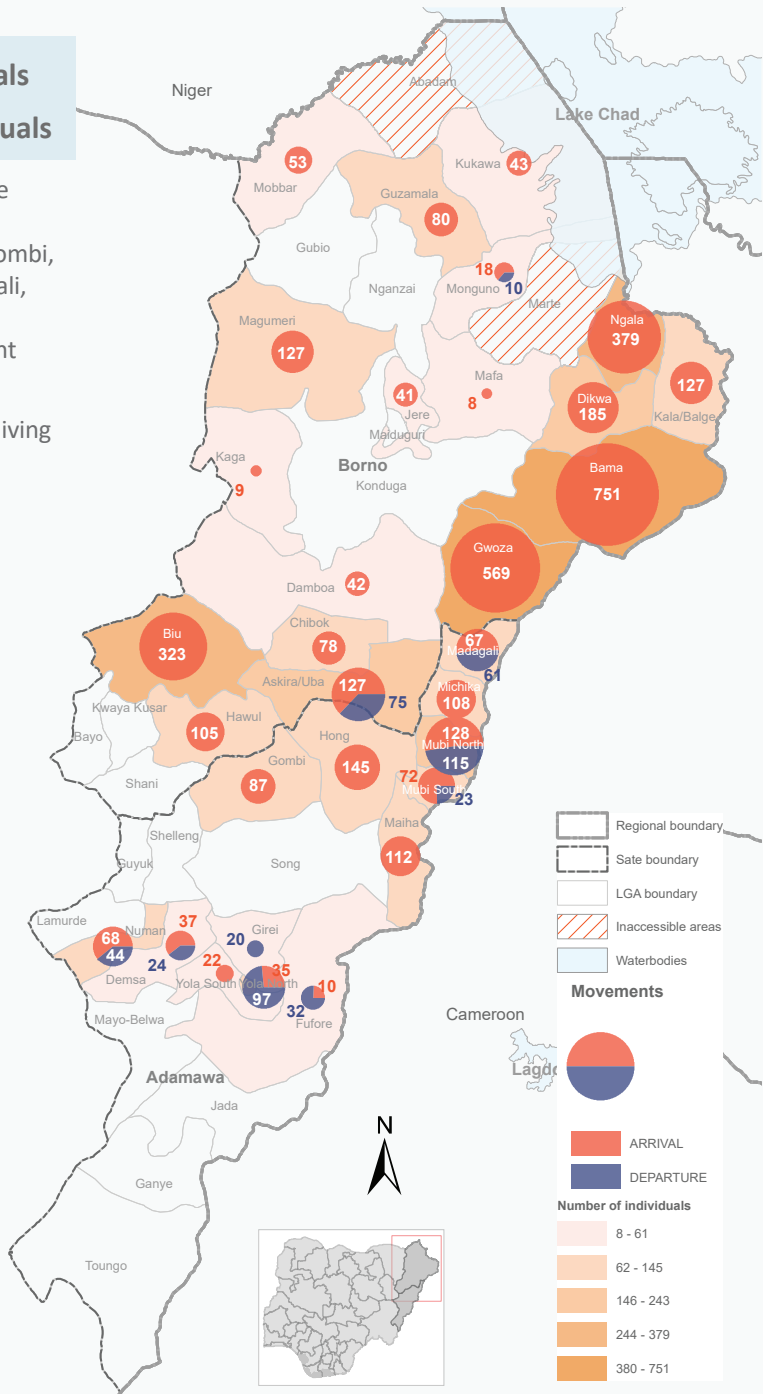 als
uals
e
ombi,
ali,
nt
iving
Niger
Lake Chad
Abadam
53
Mobbar
Kukawa
43
Guzamala
80
Gubio
Nganzai
18
10
Monguno
Marte
Magumeri
127
Ngala
379
Mafa
8
41
Jere
Maiduguri
Dikwa
185
127
Kala/Balge
Kaga
9
Borno
Konduga
Bama
751
Gwoza
569
Damboa
42
Chibok
78
Biu
323
67
Madagali
61
Askira/Uba
127
75
Michika
108
Kwaya Kusar
Bayo
Hawul
105
Hong
145
128
Mubi North
115
Gombi
87
72
Mubi South
23
Shani
Maiha
112
Shelleng
Guyuk
Song
Lamurde
Numan
68
44
37
24
Demsa
Girei
20
22
Yola South
Yola North
35
97
10
32
Fufore
Mayo-Belwa
Adamawa
Jada
Ganye
Toungo
Cameroon
Lagdo
N
Regional boundary
Sate boundary
LGA boundary
Inaccessible areas
Waterbodies
Movements
ARRIVAL
DEPARTURE
Number of individuals
8 - 61
62 - 145
146 - 243
244 - 379
380 - 751